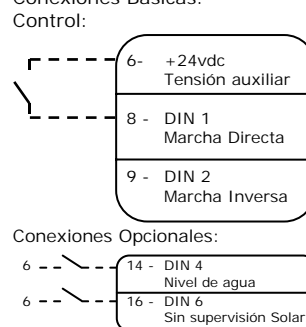 Conexiones Básicas:
Control:
6- +24vdc
Tensión auxiliar
8 - DIN 1
Marcha Directa
9 - DIN 2
Marcha Inversa
Conexiones Opcionales:
6 14 - DIN 4
Nivel de agua
6 16 - DIN 6
Sin supervisión Solar